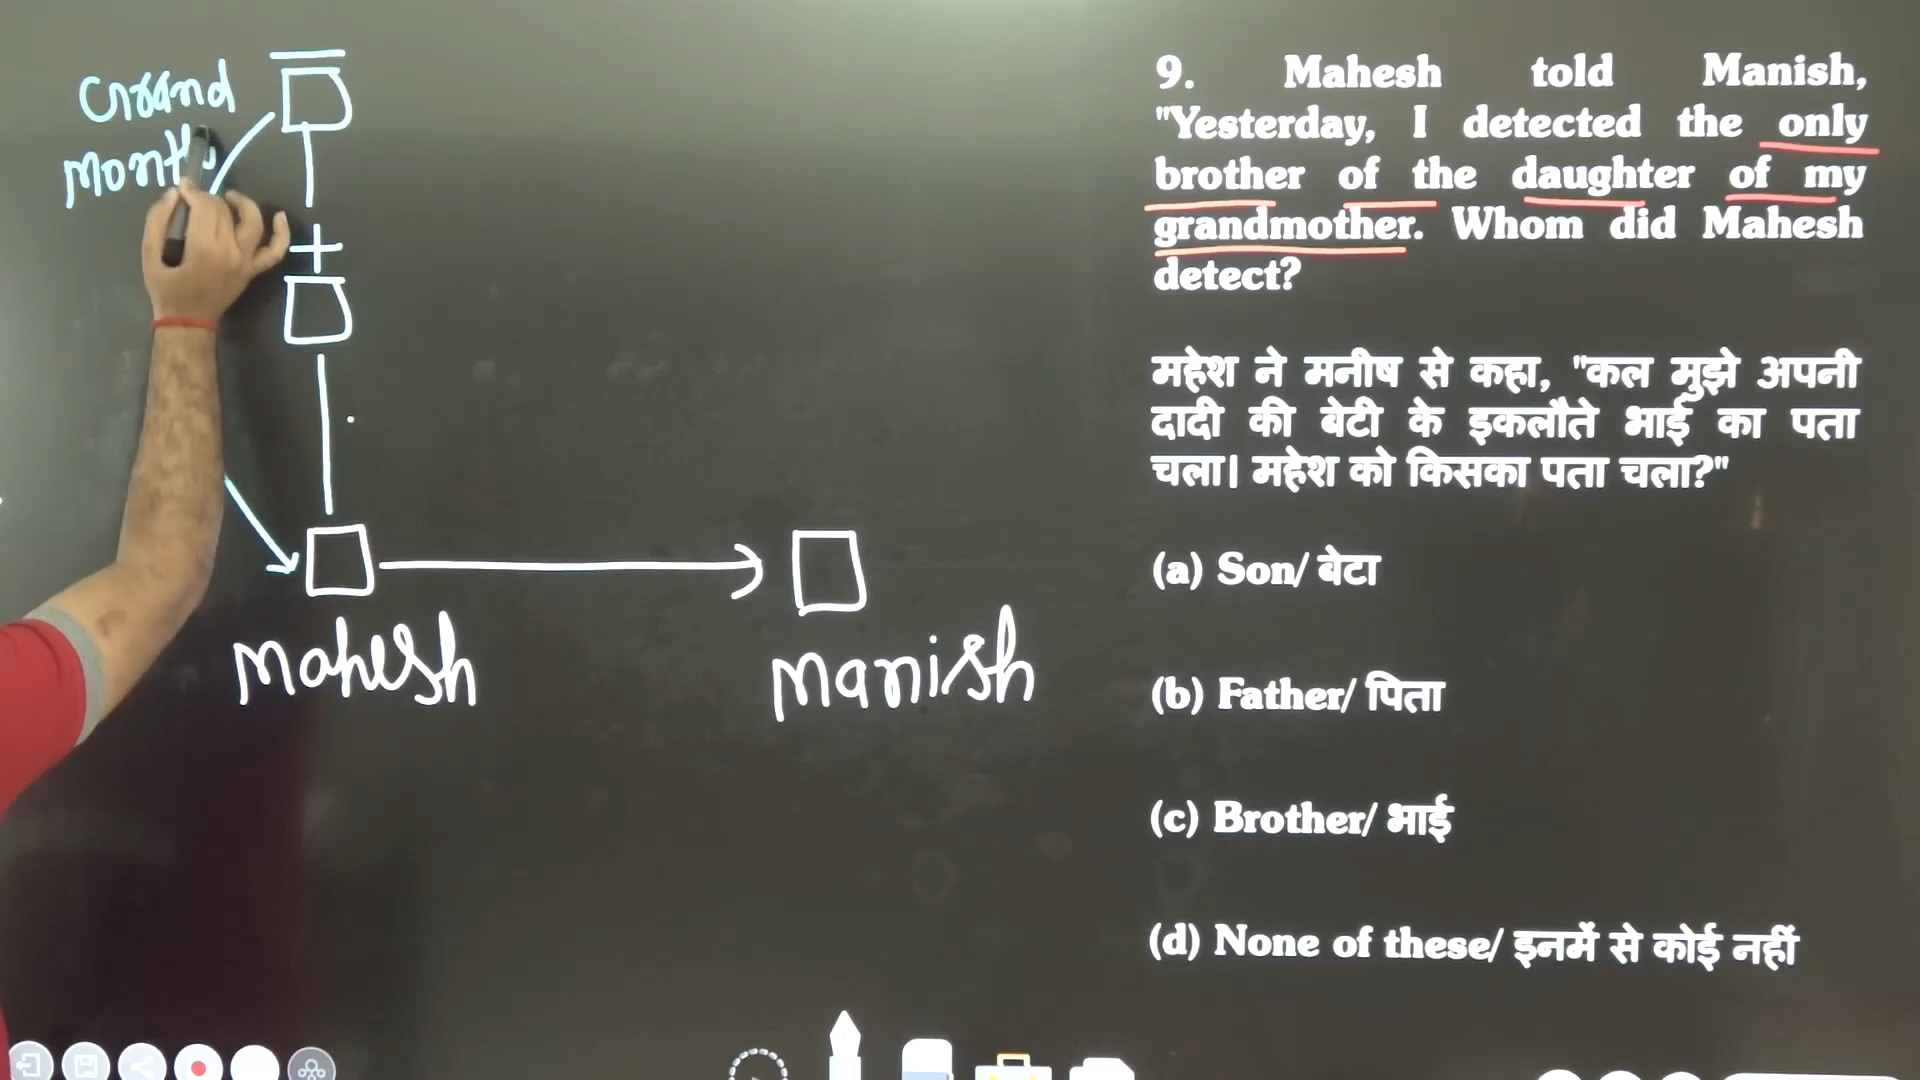 Grand
Moth
Mahesh
Manish
9. Mahesh told Manish,
"Yesterday, I detected the only
brother of the daughter of my
grandmother. Whom did Mahesh
detect?
महेश ने मनीष से कहा, "कल मुझे अपनी
दादी की बेटी के इकलौते भाई का पता
चला। महेश को किसका पता चला?"
(a) Son/ बेटा
(b) Father/ पिता
(c) Brother/ भाई
(d) None of these/ इनमें से कोई नहीं